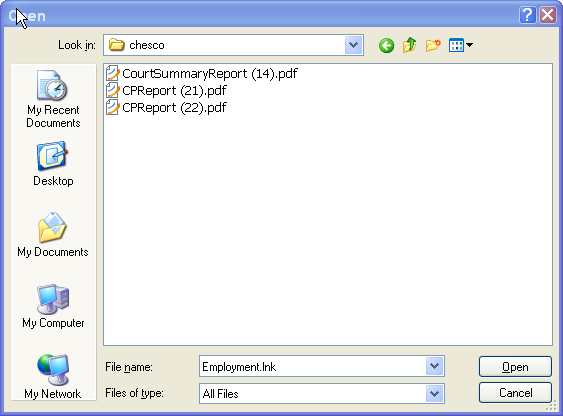 Open
Look in: chesco
CourtSummaryReport (14).pdf
CPReport (21).pdf
CPReport (22).pdf
My Recent
Documents
Desktop
My Documents
My Computer
My Network
File name: Employment.lnk Open
Files of type: All Files Cancel